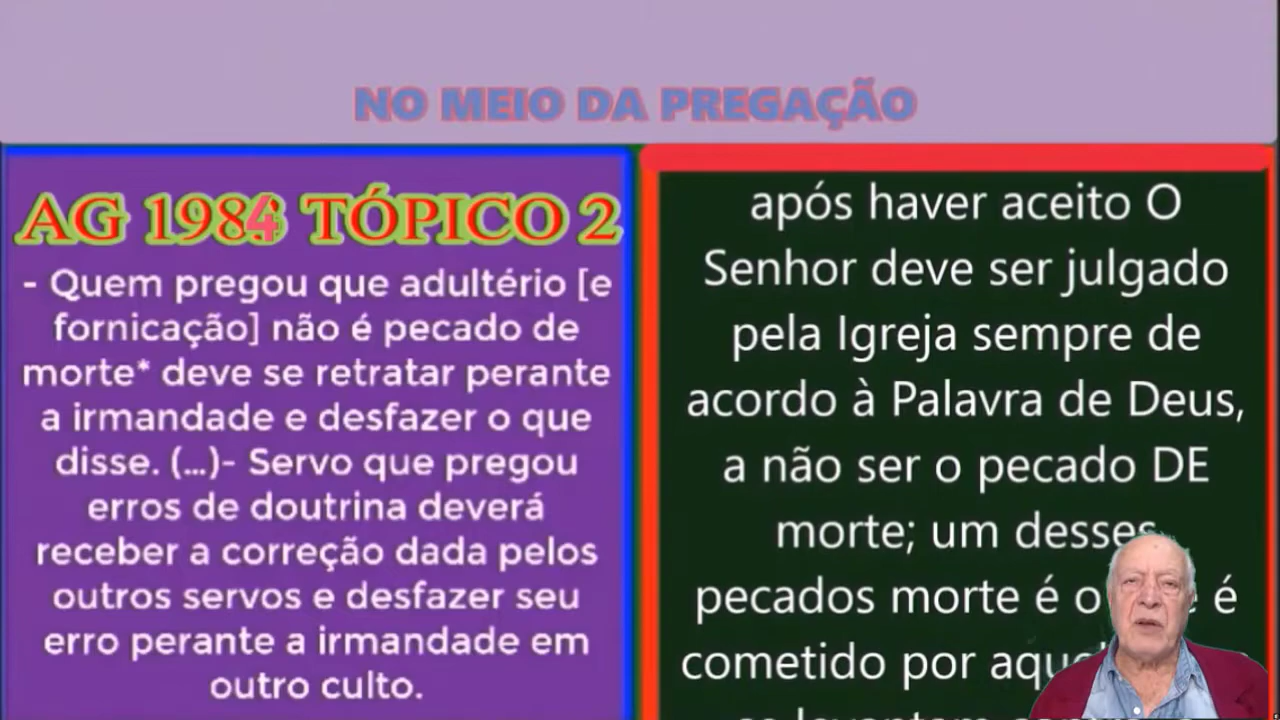 NO MEIO DA PREGAÇÃO
AG 1984 TÓPICO 2
- Quem pregou que adultério [e
fornicação] não é pecado de
morte* deve se retratar perante
a irmandade e desfazer o que
disse. (...)- Servo que pregou
erros de doutrina deverá
receber a correção dada pelos
outros servos e desfazer seu
erro perante a irmandade em
outro culto.
após haver aceito O
Senhor deve ser julgado
pela Igreja sempre de
acordo à Palavra de Deus,
a não ser o pecado DE
morte; um desses
pecados morte é o é
cometido por